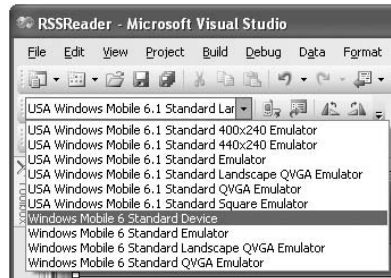 RSSReader - Microsoft Visual Studio
File Edit View Project Build Debug Data Format
USA Windows Mobile 6.1 Standard Lar
USA Windows Mobile 6.1 Standard 400x240 Emulator
USA Windows Mobile 6.1 Standard 440x240 Emulator
USA Windows Mobile 6.1 Standard Emulator
USA Windows Mobile 6.1 Standard Landscape QVGA Emulator
USA Windows Mobile 6.1 Standard QVGA Emulator
USA Windows Mobile 6.1 Standard Square Emulator
Windows Mobile 6 Standard Device
Windows Mobile 6 Standard Emulator
Windows Mobile 6 Standard Landscape QVGA Emulator
Windows Mobile 6 Standard QVGA Emulator